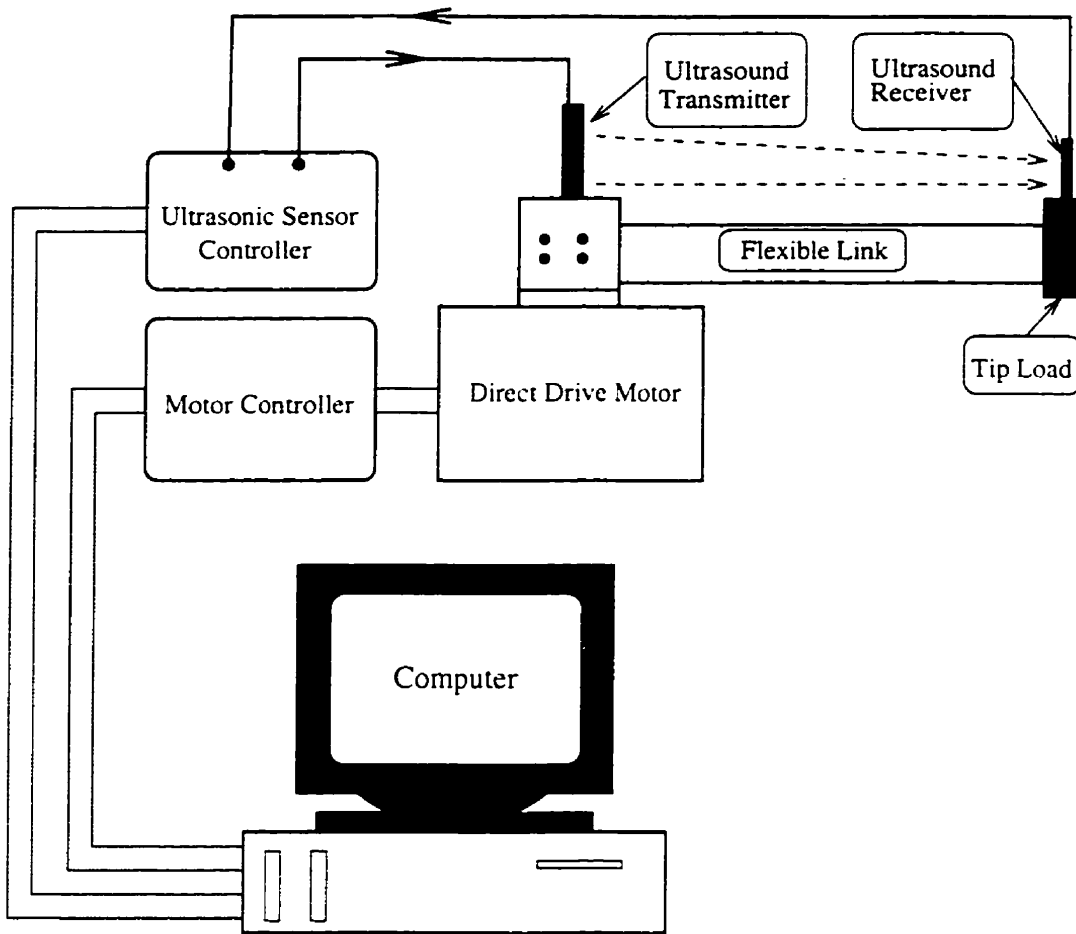 Ultrasound
Transmitter
Ultrasound
Receiver
Ultrasonic Sensor
Controller
Flexible Link
Tip Load
Motor Controller
Direct Drive Motor
Computer